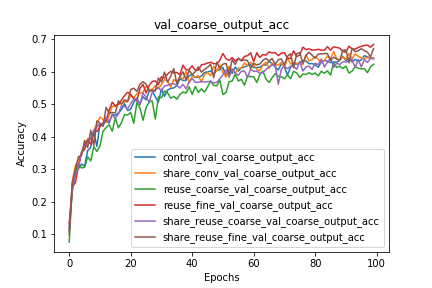 val_coarse_output_acc
0.7
0.6
0.5
0.4
0.3
0.2
0.1
Accuracy
control_val_coarse_output_acc
share_conv_val_coarse_output_acc
reuse_coarse_val_coarse_output_acc
reuse_fine_val_coarse_output_acc
share_reuse_coarse_val_coarse_output_acc
share_reuse_fine_val_coarse_output_acc
0 20 40 60 80 100
Epochs